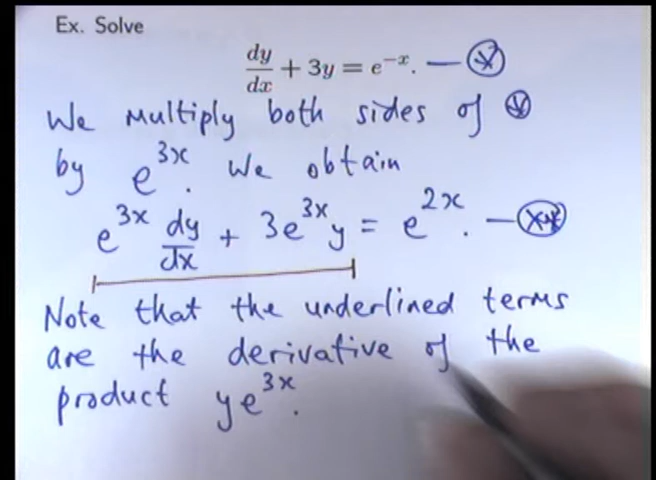 Ex. Solve
dy/dx + 3y = e^{-x}. — (*)
We multiply both sides of (*)
by e^{3x}. We obtain
e^{3x} dy/dx + 3e^{3x}y = e^{2x}. — (**)
Note that the underlined terms
are the derivative of the
product ye^{3x}.